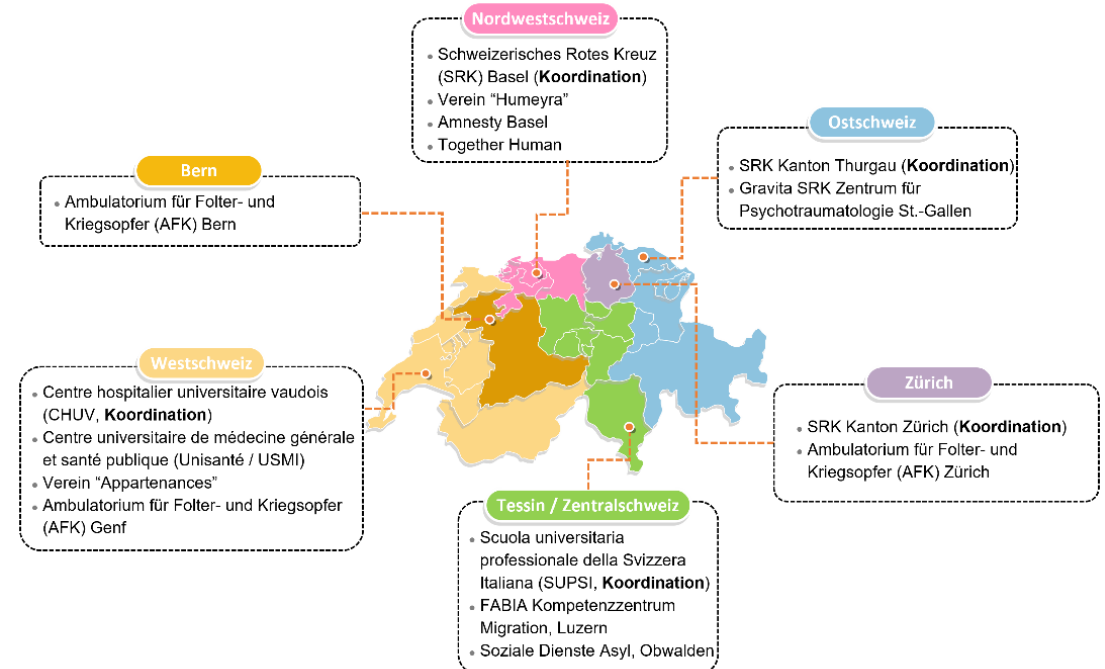 Nordwestschweiz
Schweizerisches Rotes Kreuz
(SRK) Basel (Koordination)
Verein “Humeyra”
Amnesty Basel
Together Human
Ostschweiz
SRK Kanton Thurgau (Koordination)
Gravita SRK Zentrum für
Psychotraumatologie St.-Gallen
Bern
Ambulatorium für Folter- und
Kriegsopfer (AFK) Bern
Westschweiz
Centre hospitalier universitaire vaudois
(CHUV, Koordination)
Centre universitaire de médecine générale
et santé publique (Unisanté / USMI)
Verein “Appartenances”
Ambulatorium für Folter- und Kriegsopfer
(AFK) Genf
Zürich
SRK Kanton Zürich (Koordination)
Ambulatorium für Folter- und
Kriegsopfer (AFK) Zürich
Tessin / Zentralschweiz
Scuola universitaria
professionale della Svizzera
Italiana (SUPSI, Koordination)
FABIA Kompetenzzentrum
Migration, Luzern
Soziale Dienste Asyl, Obwalden